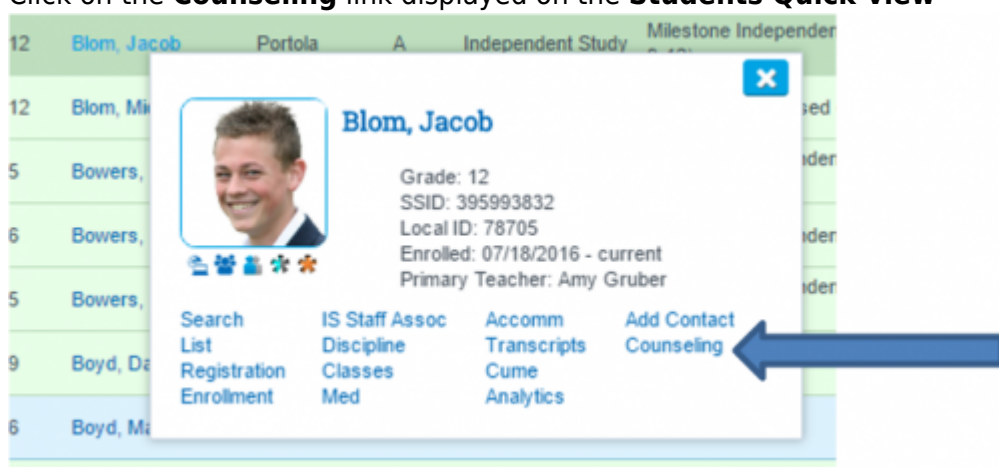 Click on the Counseling link displayed on the Students Quick View
12 Blom, Jacob Portola A Independent Study Milestone Independen
12 Blom, Mi
sed
Blom, Jacob
5 Bowers,
nden
Grade: 12
SSID: 395993832
6 Bowers,
Local ID: 78705
nden
Enrolled: 07/18/2016 - current
Primary Teacher: Amy Gruber
5 Bowers,
nden
Search IS Staff Assoc Accomm Add Contact
List Discipline Transcripts Counseling
9 Boyd, Da
Registration Classes Cume
Enrollment Med Analytics
6 Boyd, Ma